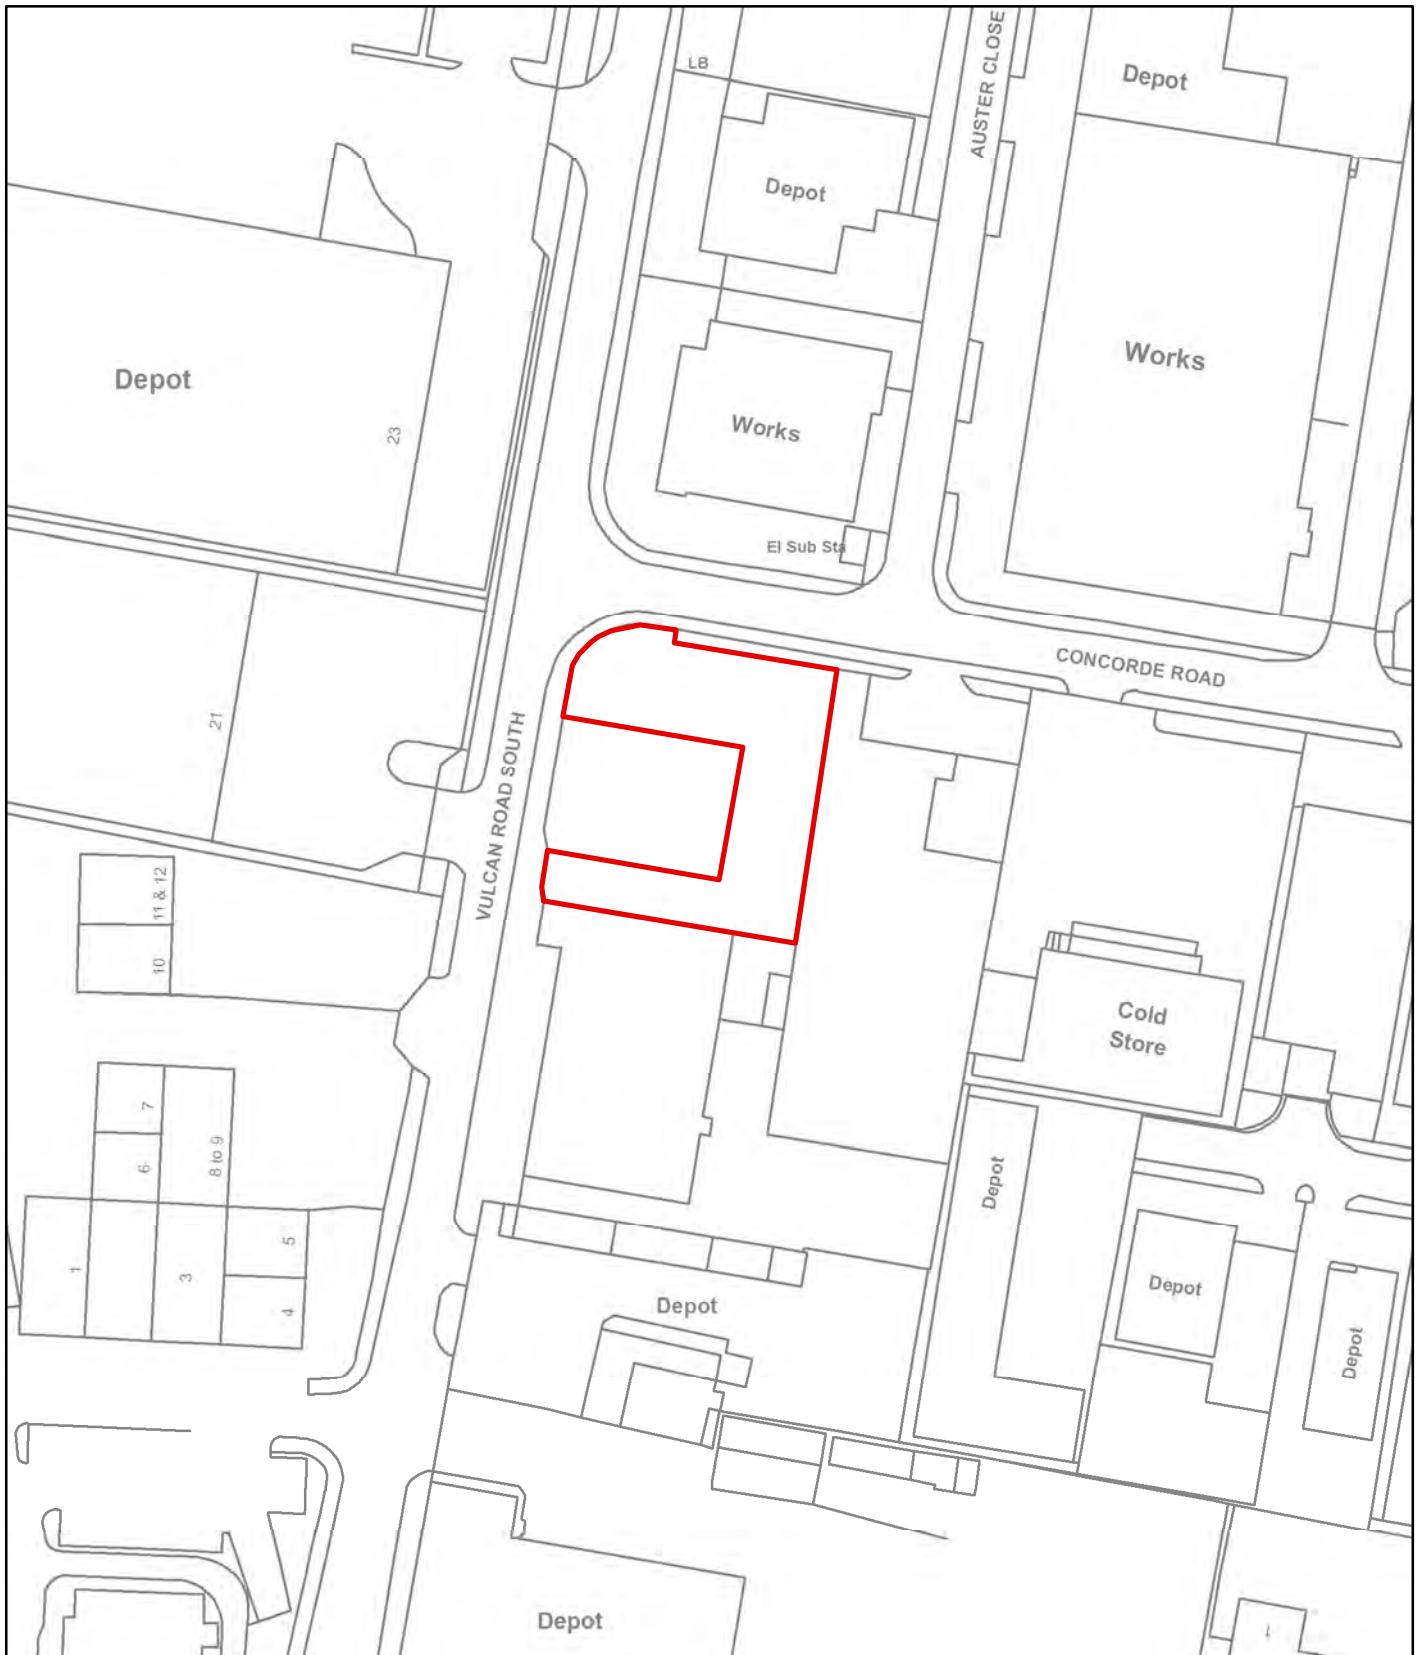 LB
AUSTER CLOSE
Depot
Depot
Depot
Works
23
Works
El Sub Sta
CONCORDE ROAD
21
VULCAN ROAD SOUTH
11 & 12
10
Cold
Store
7
6
8 to 9
Depot
5
1
3
4
Depot
Depot
Depot
Depot
1